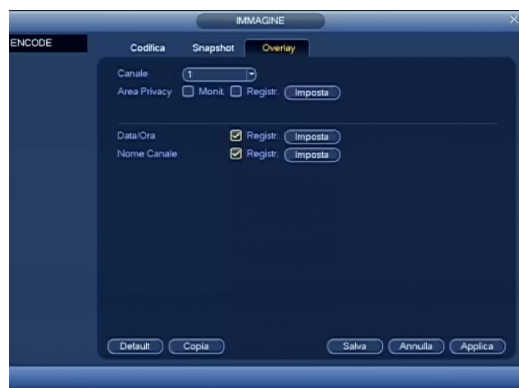 IMMAGINE
ENCODE
Codifica Snapshot Overlay
Canale 1
Area Privacy Monit. Registr. Imposta
Data/Ora Registr. Imposta
Nome Canale Registr. Imposta
Default Copia Salva Annulla Applica